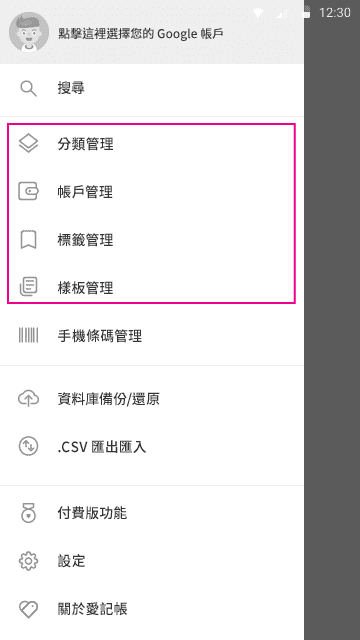 12:30
點擊這裡選擇您的 Google 帳戶
搜尋
分類管理
帳戶管理
標籤管理
樣板管理
手機條碼管理
資料庫備份/還原
.CSV 匯出匯入
付費版功能
設定
關於愛記帳